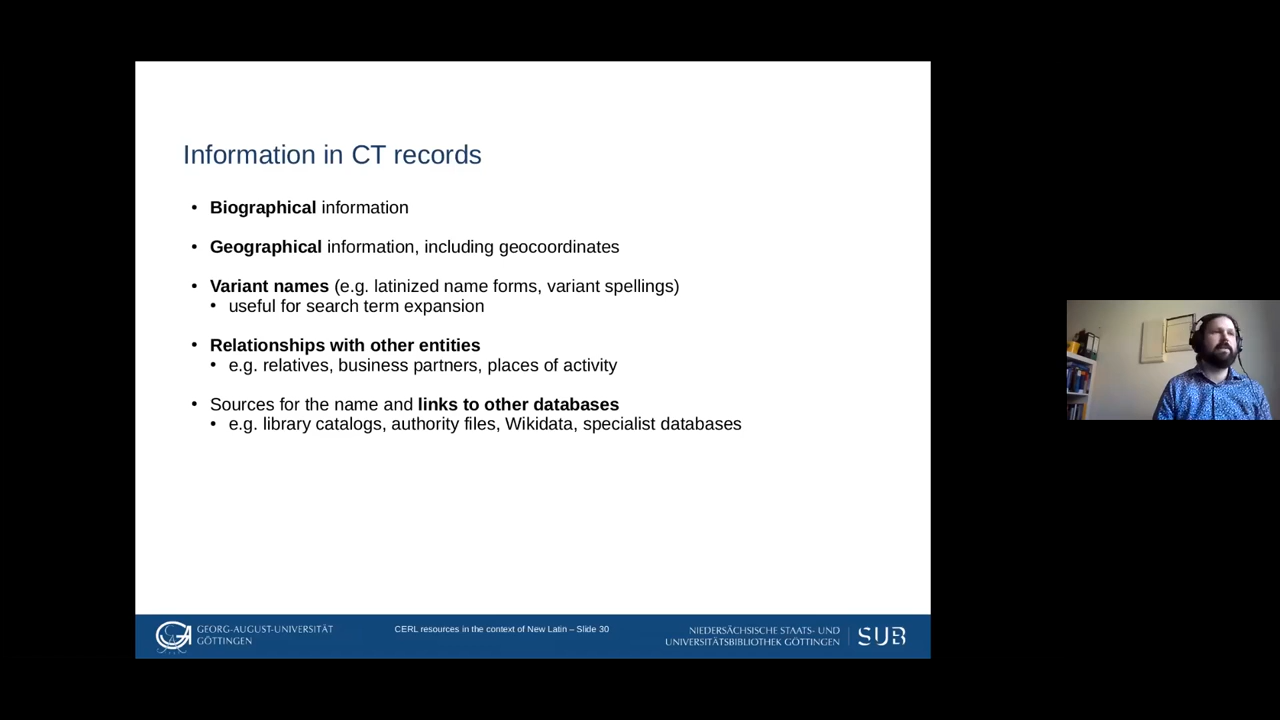 Information in CT records
• Biographical information
• Geographical information, including geocoordinates
• Variant names (e.g. latinized name forms, variant spellings)
• useful for search term expansion
• Relationships with other entities
• e.g. relatives, business partners, places of activity
• Sources for the name and links to other databases
• e.g. library catalogs, authority files, Wikidata, specialist databases
GEORG-AUGUST-UNIVERSITÄT
GÖTTINGEN
CERL resources in the context of New Latin – Slide 30
NIEDERSÄCHSISCHE STAATS- UND
UNIVERSITÄTSBIBLIOTHEK GÖTTINGEN
SUB